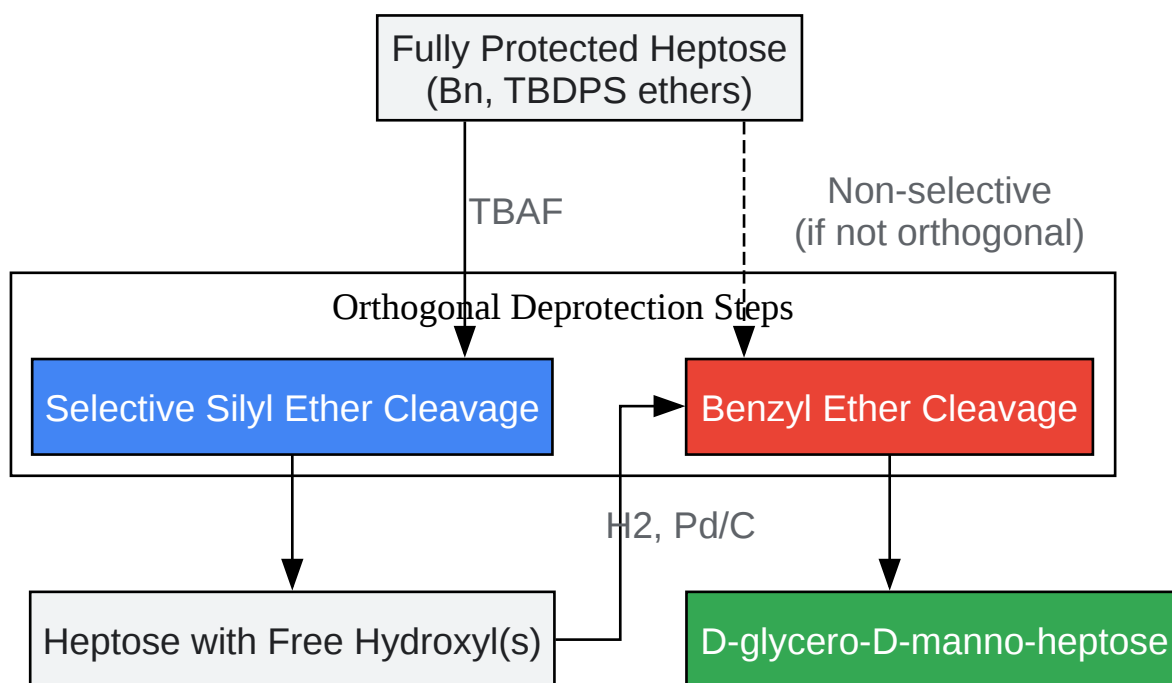 Fully Protected Heptose
(Bn, TBDPS ethers)
TBAF
Non-selective
(if not orthogonal)
Orthogonal Deprotection Steps
Selective Silyl Ether Cleavage
Benzyl Ether Cleavage
H2, Pd/C
Heptose with Free Hydroxyl(s)
D-glycero-D-manno-heptose